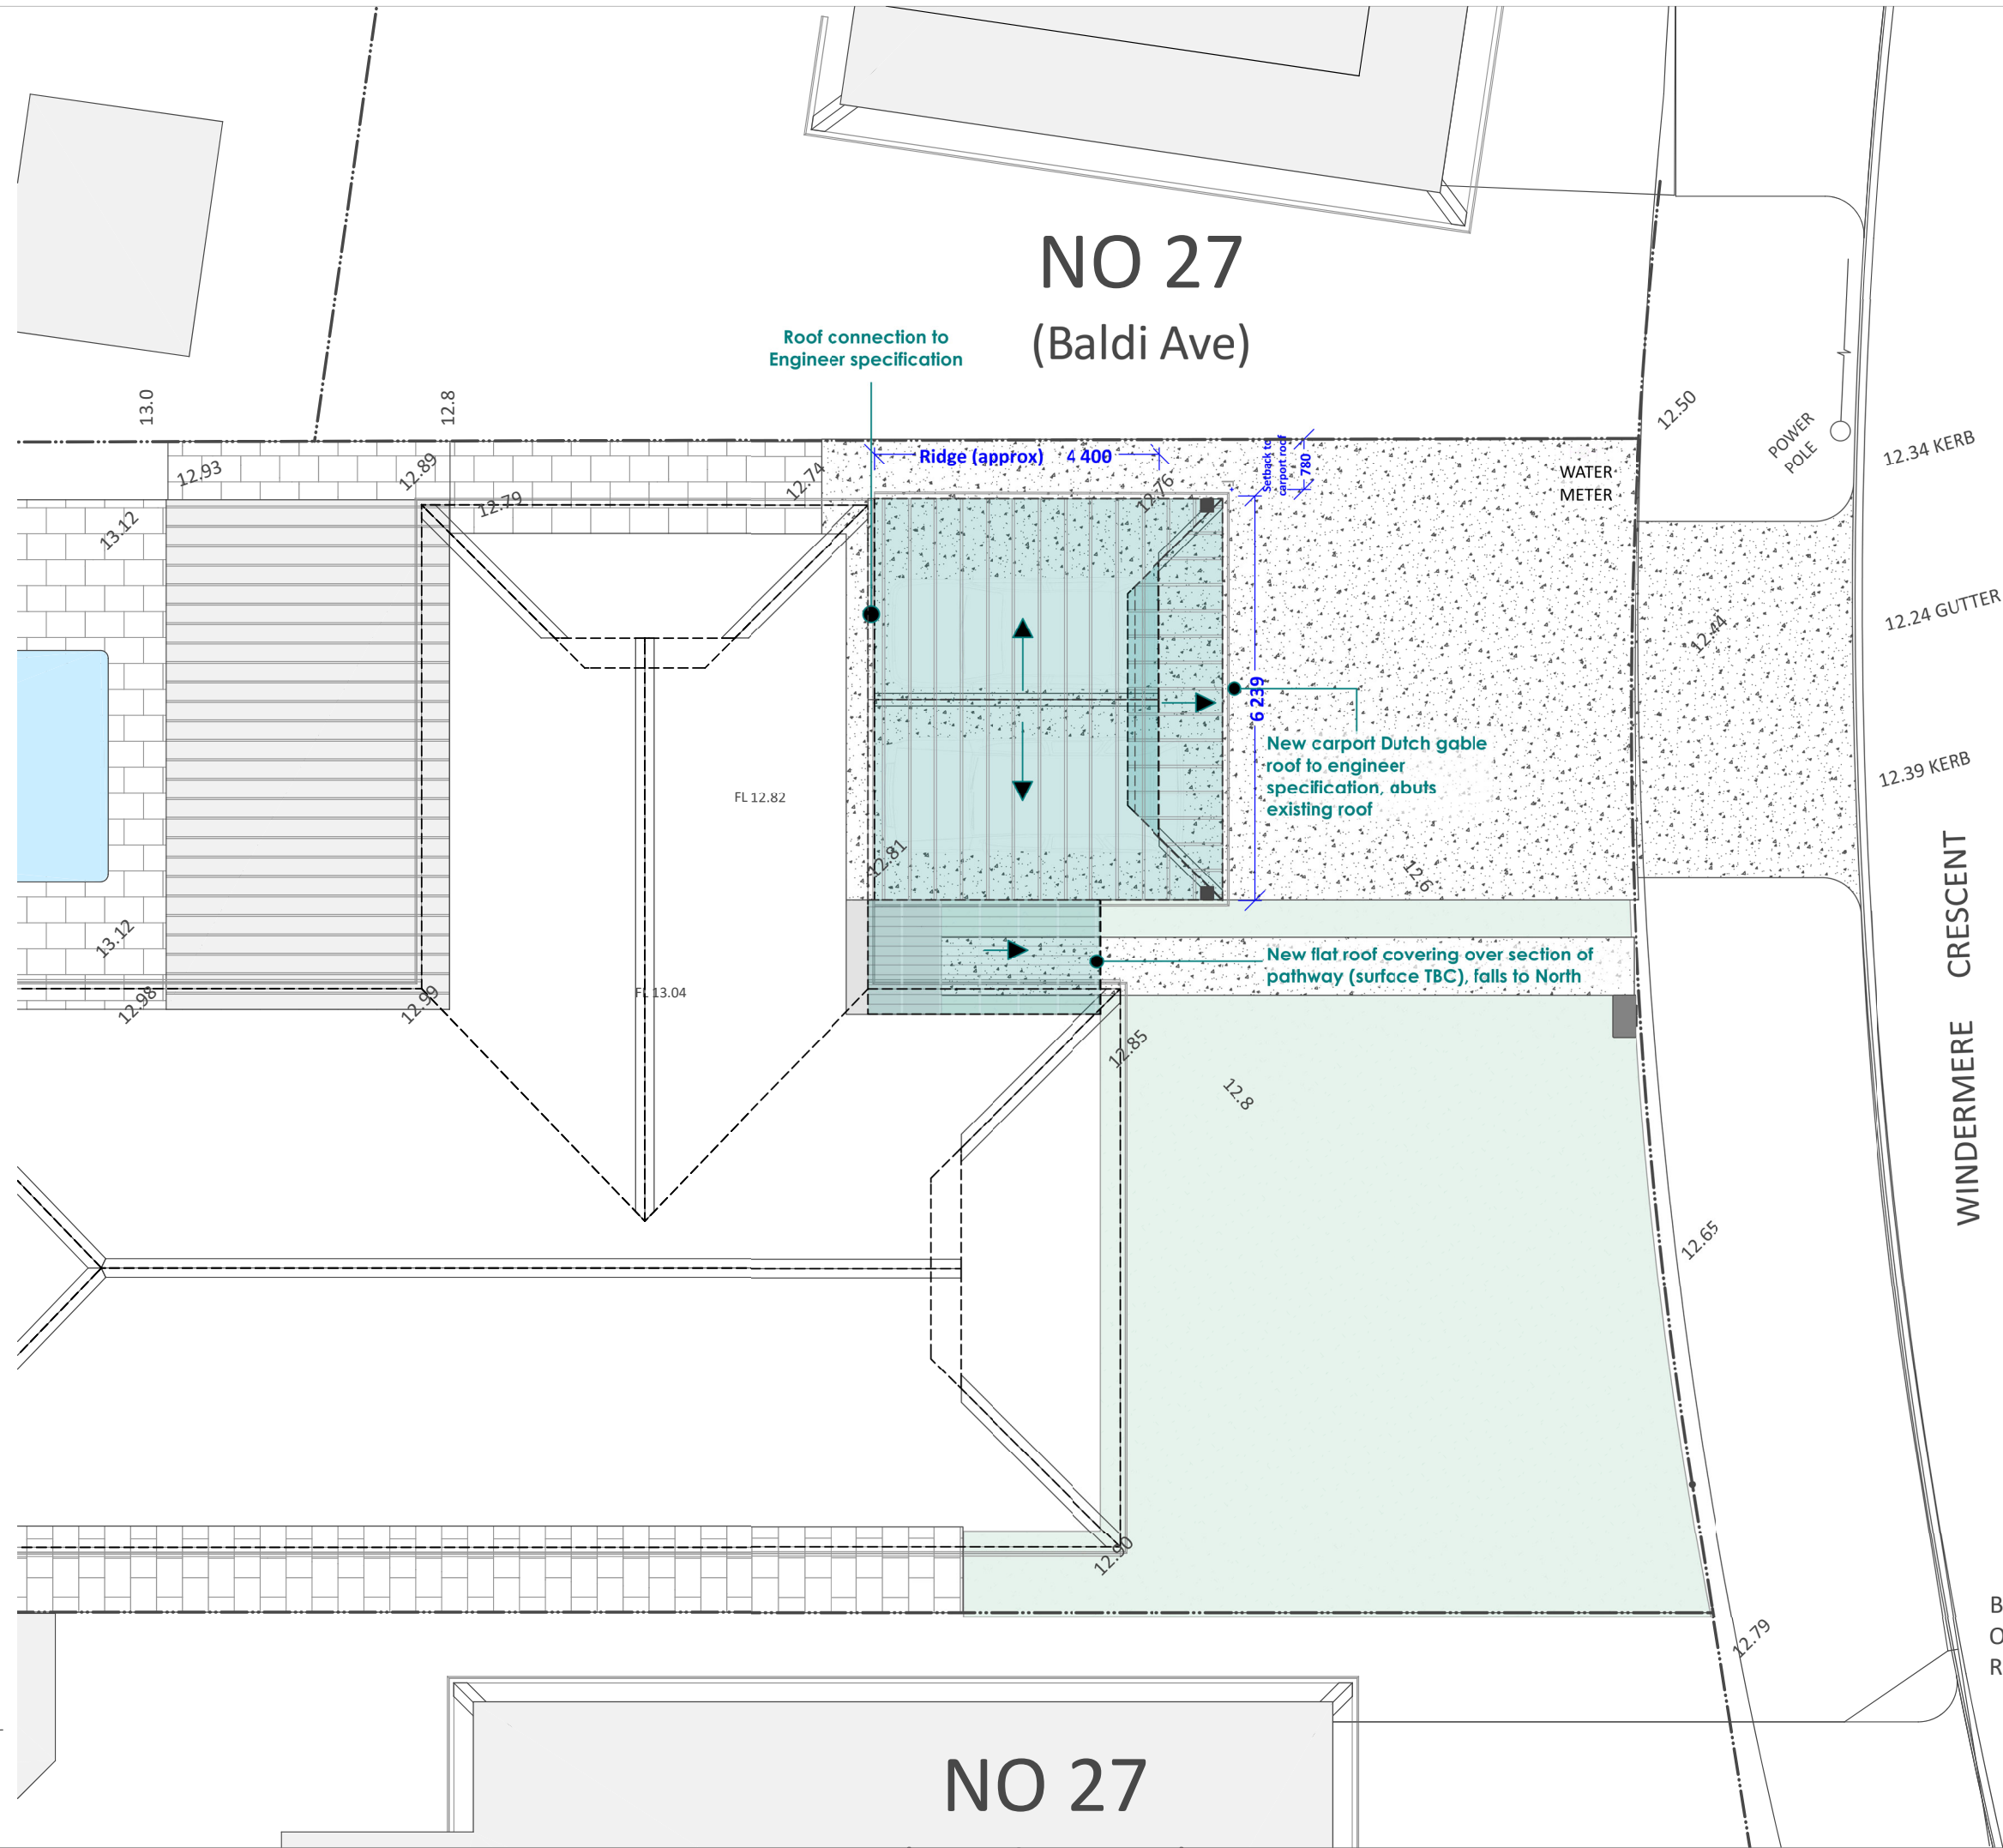 NO 27
(Baldi Ave)
Roof connection to
Engineer specification
13.0
12.8
12.50
POWER
POLE
12.34 KERB
12.93
12.89
12.79
12.74
Ridge (approx) 4 400
Setback to
carport roof
780
12.76
WATER
METER
13.12
12.24 GUTTER
12.44
6 239
New carport Dutch gable
roof to engineer
specification, abuts
existing roof
12.39 KERB
FL 12.82
12.81
12.6
WINDERMERE CRESCENT
13.12
New flat roof covering over section of
pathway (surface TBC), falls to North
12.98
12.99
FL 13.04
12.85
12.8
12.65
12.90
12.79
B
O
R
NO 27